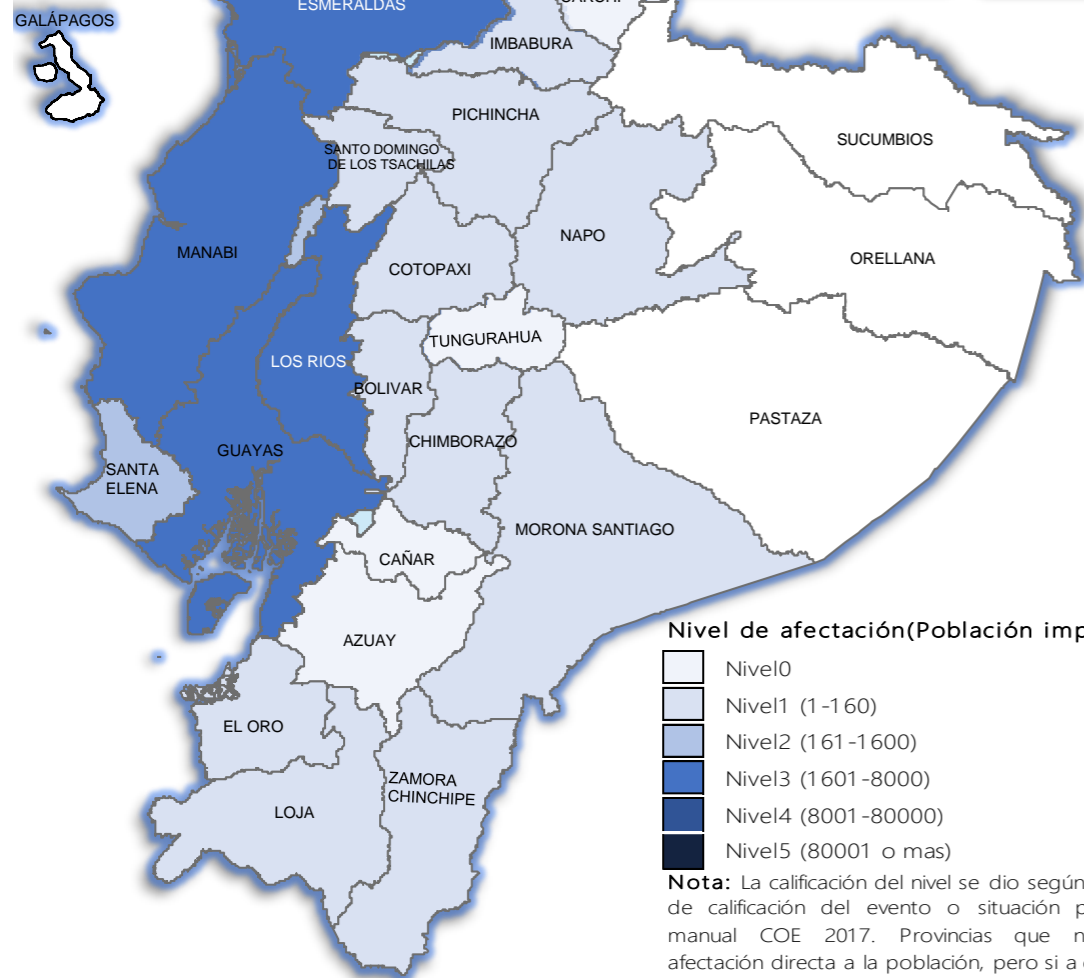 ESMERALDAS
GALÁPAGOS
IMBABURA
PICHINCHA
SUCUMBIOS
SANTO DOMINGO
DE LOS TSACHILAS
NAPO
MANABI
ORELLANA
COTOPAXI
TUNGURAHUA
LOS RIOS
BOLIVAR
PASTAZA
CHIMBORAZO
GUAYAS
SANTA
ELENA
MORONA SANTIAGO
CAÑAR
AZUAY
EL ORO
ZAMORA
CHINCHIPE
LOJA
Nivel de afectación(Población imp
Nivel0
Nivel1 (1-160)
Nivel2 (161-1600)
Nivel3 (1601-8000)
Nivel4 (8001-80000)
Nivel5 (80001 o mas)
Nota: La calificación del nivel se dio según
de calificación del evento o situación p
manual COE 2017. Provincias que n
afectación directa a la población, pero si a